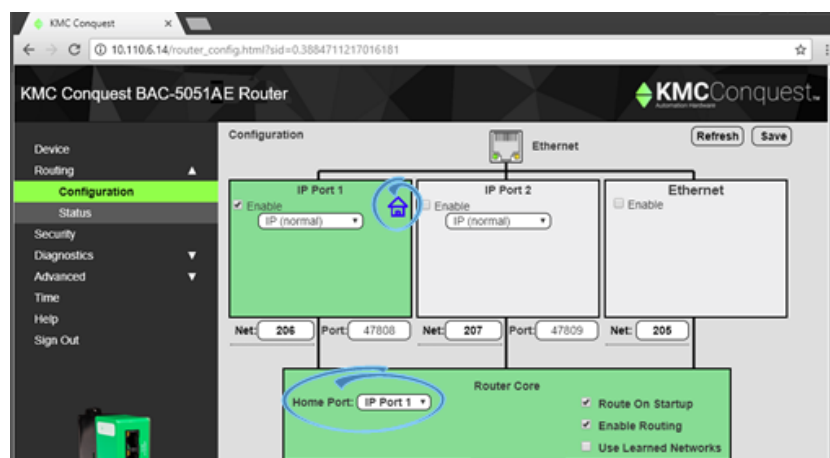 KMC Conquest
10.110.6.14/router_config.html?sid=0.3884711217016181
KMC Conquest BAC-5051AE Router
KMCConquest™
Automation Hardware
Device
Routing
Configuration
Status
Security
Diagnostics
Advanced
Time
Help
Sign Out
Configuration
Ethernet
Refresh
Save
IP Port 1
Enable
IP (normal)
IP Port 2
Enable
IP (normal)
Ethernet
Enable
Net: 206 Port: 47808
Net: 207 Port: 47809
Net: 205
Router Core
Home Port: IP Port 1
Route On Startup
Enable Routing
Use Learned Networks